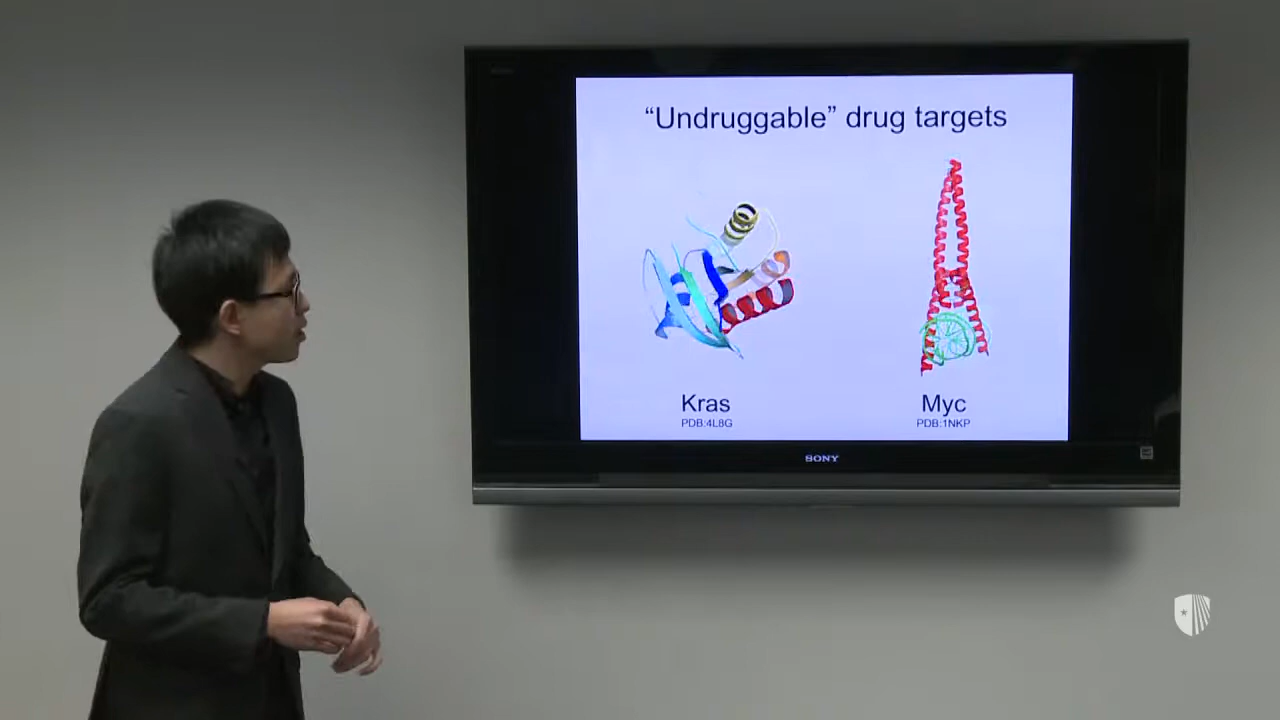 “Undruggable” drug targets
Kras
PDB:4L8G
Myc
PDB:1NKP
SONY